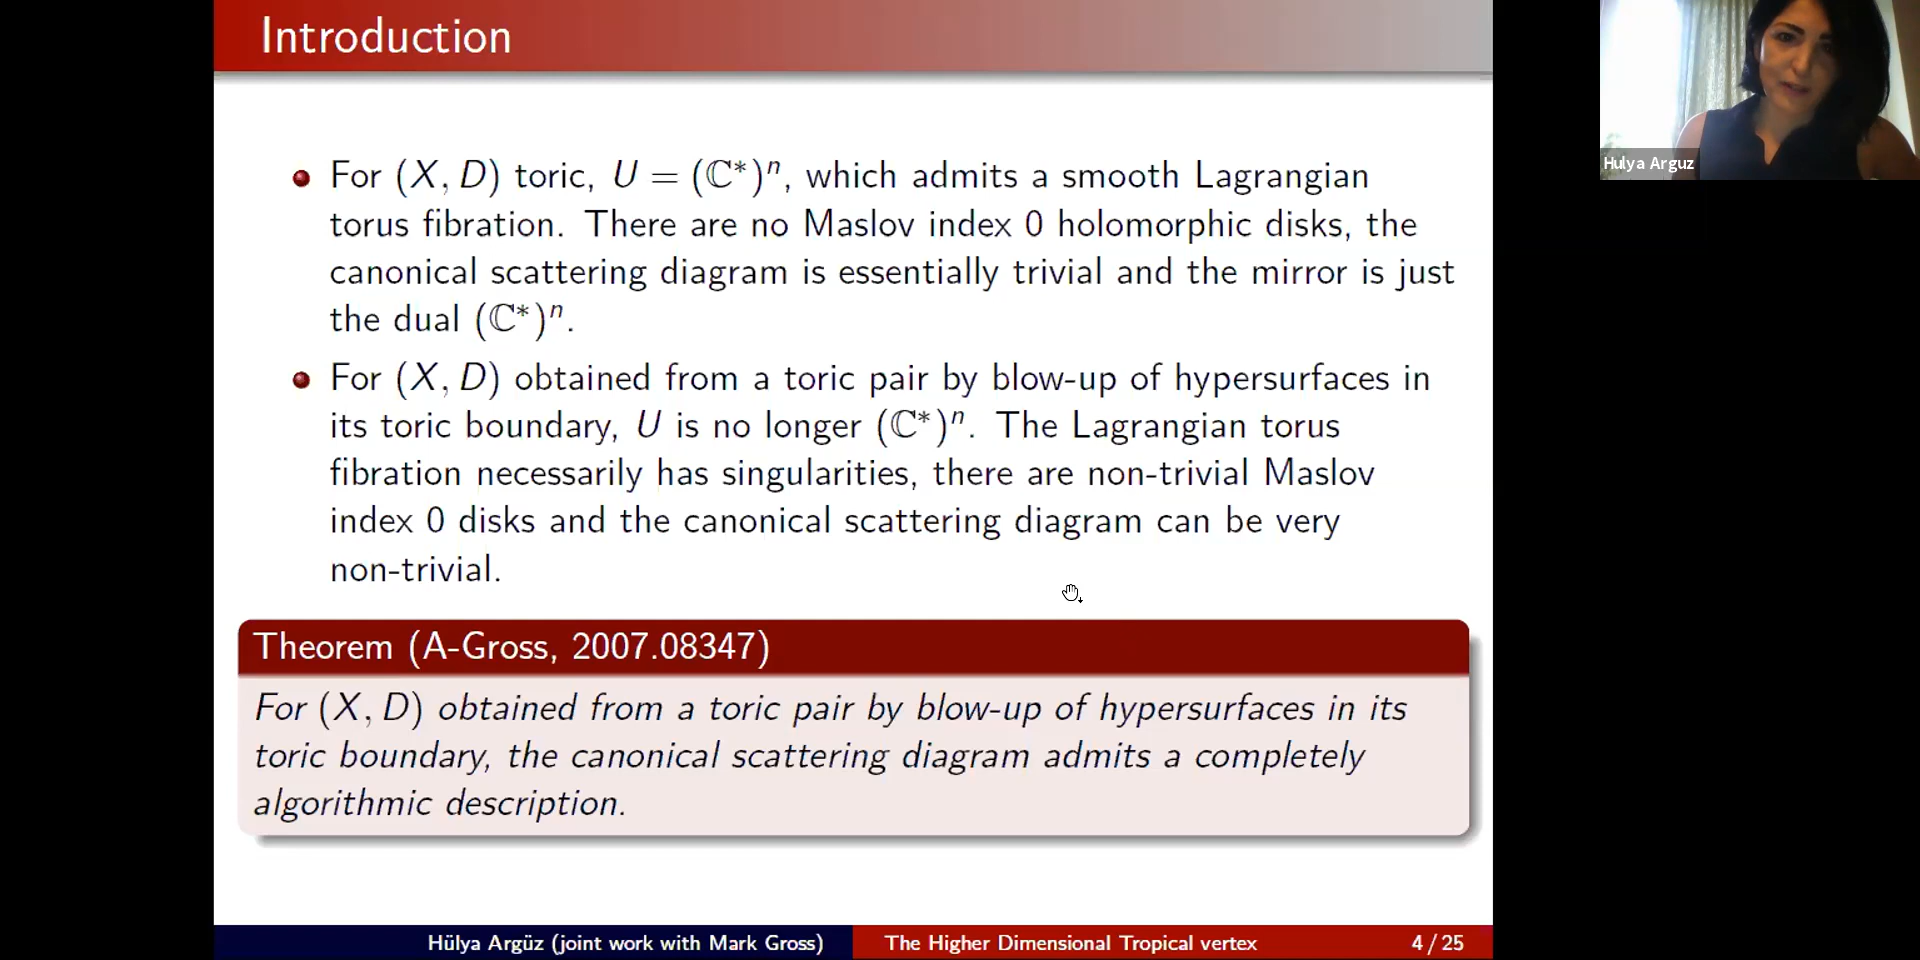 Introduction
For (X, D) toric, U = (ℂ*)ⁿ, which admits a smooth Lagrangian
torus fibration. There are no Maslov index 0 holomorphic disks, the
canonical scattering diagram is essentially trivial and the mirror is just
the dual (ℂ*)ⁿ.
For (X, D) obtained from a toric pair by blow-up of hypersurfaces in
its toric boundary, U is no longer (ℂ*)ⁿ. The Lagrangian torus
fibration necessarily has singularities, there are non-trivial Maslov
index 0 disks and the canonical scattering diagram can be very
non-trivial.
Theorem (A-Gross, 2007.08347)
For (X, D) obtained from a toric pair by blow-up of hypersurfaces in its
toric boundary, the canonical scattering diagram admits a completely
algorithmic description.
Hülya Argüz (joint work with Mark Gross)
The Higher Dimensional Tropical vertex
4 / 25
Hulya Arguz